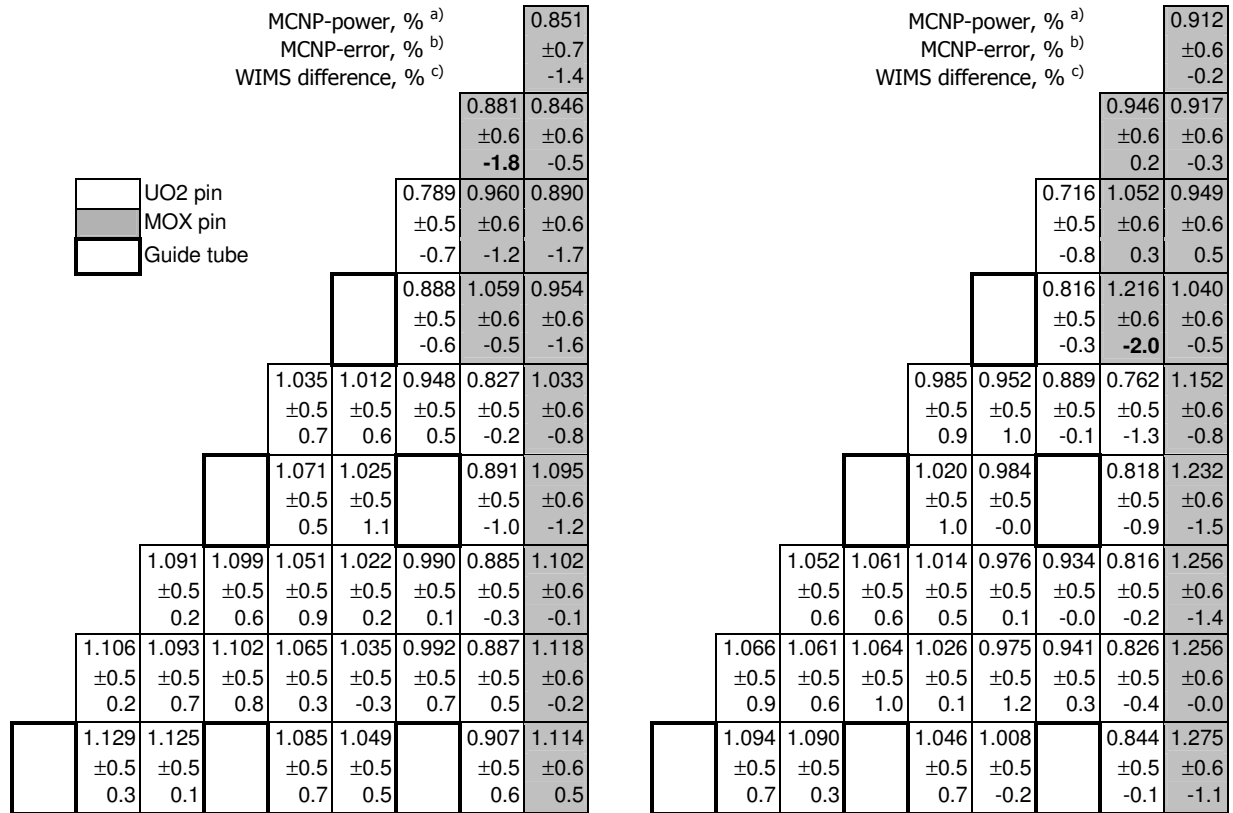 MCNP-power, % a) 0.851 MCNP-power, % a) 0.912
MCNP-error, % b) ±0.7 MCNP-error, % b) ±0.6
WIMS difference, % c) -1.4 WIMS difference, % c) -0.2
0.881 0.846 0.946 0.917
±0.6 ±0.6 ±0.6 ±0.6
-1.8 -0.5 0.2 -0.3
UO2 pin 0.789 0.960 0.890 0.716 1.052 0.949
MOX pin ±0.5 ±0.6 ±0.6 ±0.5 ±0.6 ±0.6
Guide tube -0.7 -1.2 -1.7 -0.8 0.3 0.5
0.888 1.059 0.954 0.816 1.216 1.040
±0.5 ±0.6 ±0.6 ±0.5 ±0.6 ±0.6
-0.6 -0.5 -1.6 -0.3 -2.0 -0.5
1.035 1.012 0.948 0.827 1.033 0.985 0.952 0.889 0.762 1.152
±0.5 ±0.5 ±0.5 ±0.5 ±0.6 ±0.5 ±0.5 ±0.5 ±0.5 ±0.6
0.7 0.6 0.5 -0.2 -0.8 0.9 1.0 -0.1 -1.3 -0.8
1.071 1.025 0.891 1.095 1.020 0.984 0.818 1.232
±0.5 ±0.5 ±0.5 ±0.6 ±0.5 ±0.5 ±0.5 ±0.6
0.5 1.1 -1.0 -1.2 1.0 -0.0 -0.9 -1.5
1.091 1.099 1.051 1.022 0.990 0.885 1.102 1.052 1.061 1.014 0.976 0.934 0.816 1.256
±0.5 ±0.5 ±0.5 ±0.5 ±0.5 ±0.5 ±0.6 ±0.5 ±0.5 ±0.5 ±0.5 ±0.5 ±0.5 ±0.6
0.2 0.6 0.9 0.2 0.1 -0.3 -0.1 0.6 0.6 0.5 0.1 -0.0 -0.2 -1.4
1.106 1.093 1.102 1.065 1.035 0.992 0.887 1.118 1.066 1.061 1.064 1.026 0.975 0.941 0.826 1.256
±0.5 ±0.5 ±0.5 ±0.5 ±0.5 ±0.5 ±0.5 ±0.6 ±0.5 ±0.5 ±0.5 ±0.5 ±0.5 ±0.5 ±0.5 ±0.6
0.2 0.7 0.8 0.3 -0.3 0.7 0.5 -0.2 0.9 0.6 1.0 0.1 1.2 0.3 -0.4 -0.0
1.129 1.125 1.085 1.049 0.907 1.114 1.094 1.090 1.046 1.008 0.844 1.275
±0.5 ±0.5 ±0.5 ±0.5 ±0.5 ±0.6 ±0.5 ±0.5 ±0.5 ±0.5 ±0.5 ±0.6
0.3 0.1 0.7 0.5 0.6 0.5 0.7 0.3 0.7 -0.2 -0.1 -1.1